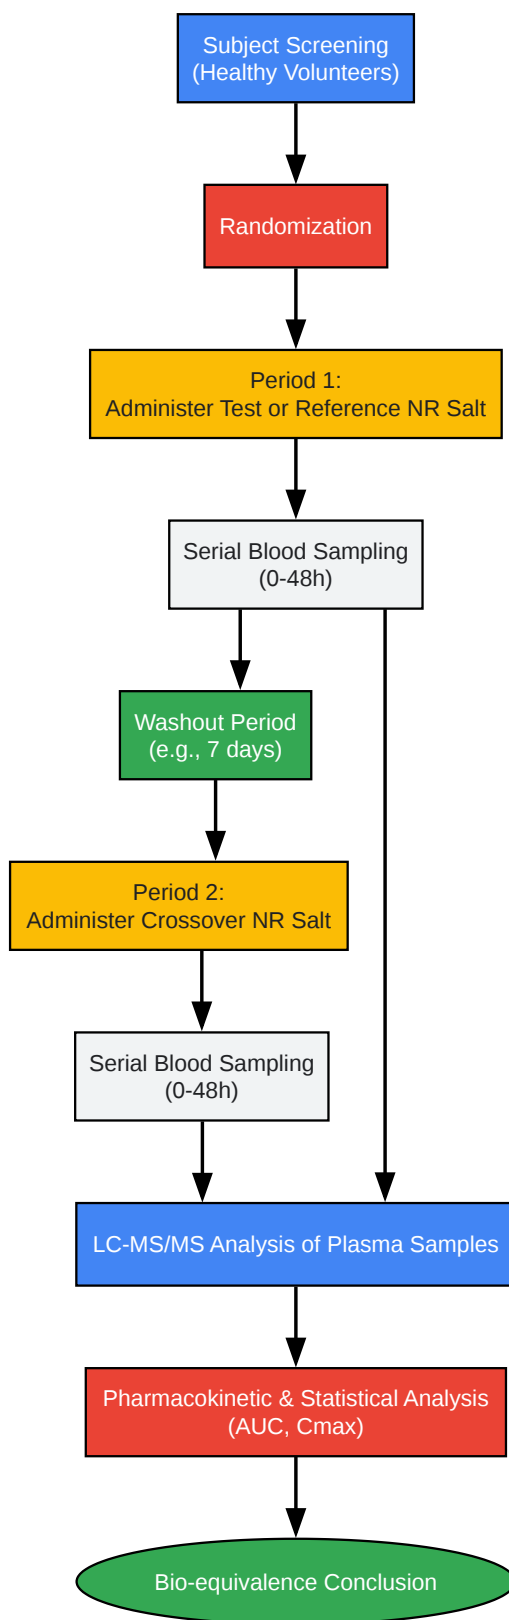 Subject Screening
(Healthy Volunteers)
Randomization
Period 1:
Administer Test or Reference NR Salt
Serial Blood Sampling
(0-48h)
Washout Period
(e.g., 7 days)
Period 2:
Administer Crossover NR Salt
Serial Blood Sampling
(0-48h)
LC-MS/MS Analysis of Plasma Samples
Pharmacokinetic & Statistical Analysis
(AUC, Cmax)
Bio-equivalence Conclusion